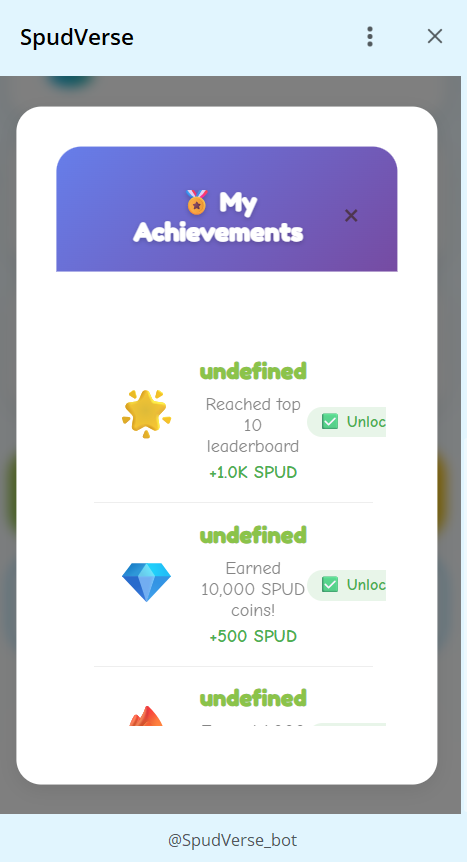 SpudVerse
My
Achievements
undefined
Reached top
10
leaderboard
+1.0K SPUD
Unloc
undefined
Earned
10,000 SPUD
coins!
+500 SPUD
Unloc
undefined
@SpudVerse_bot